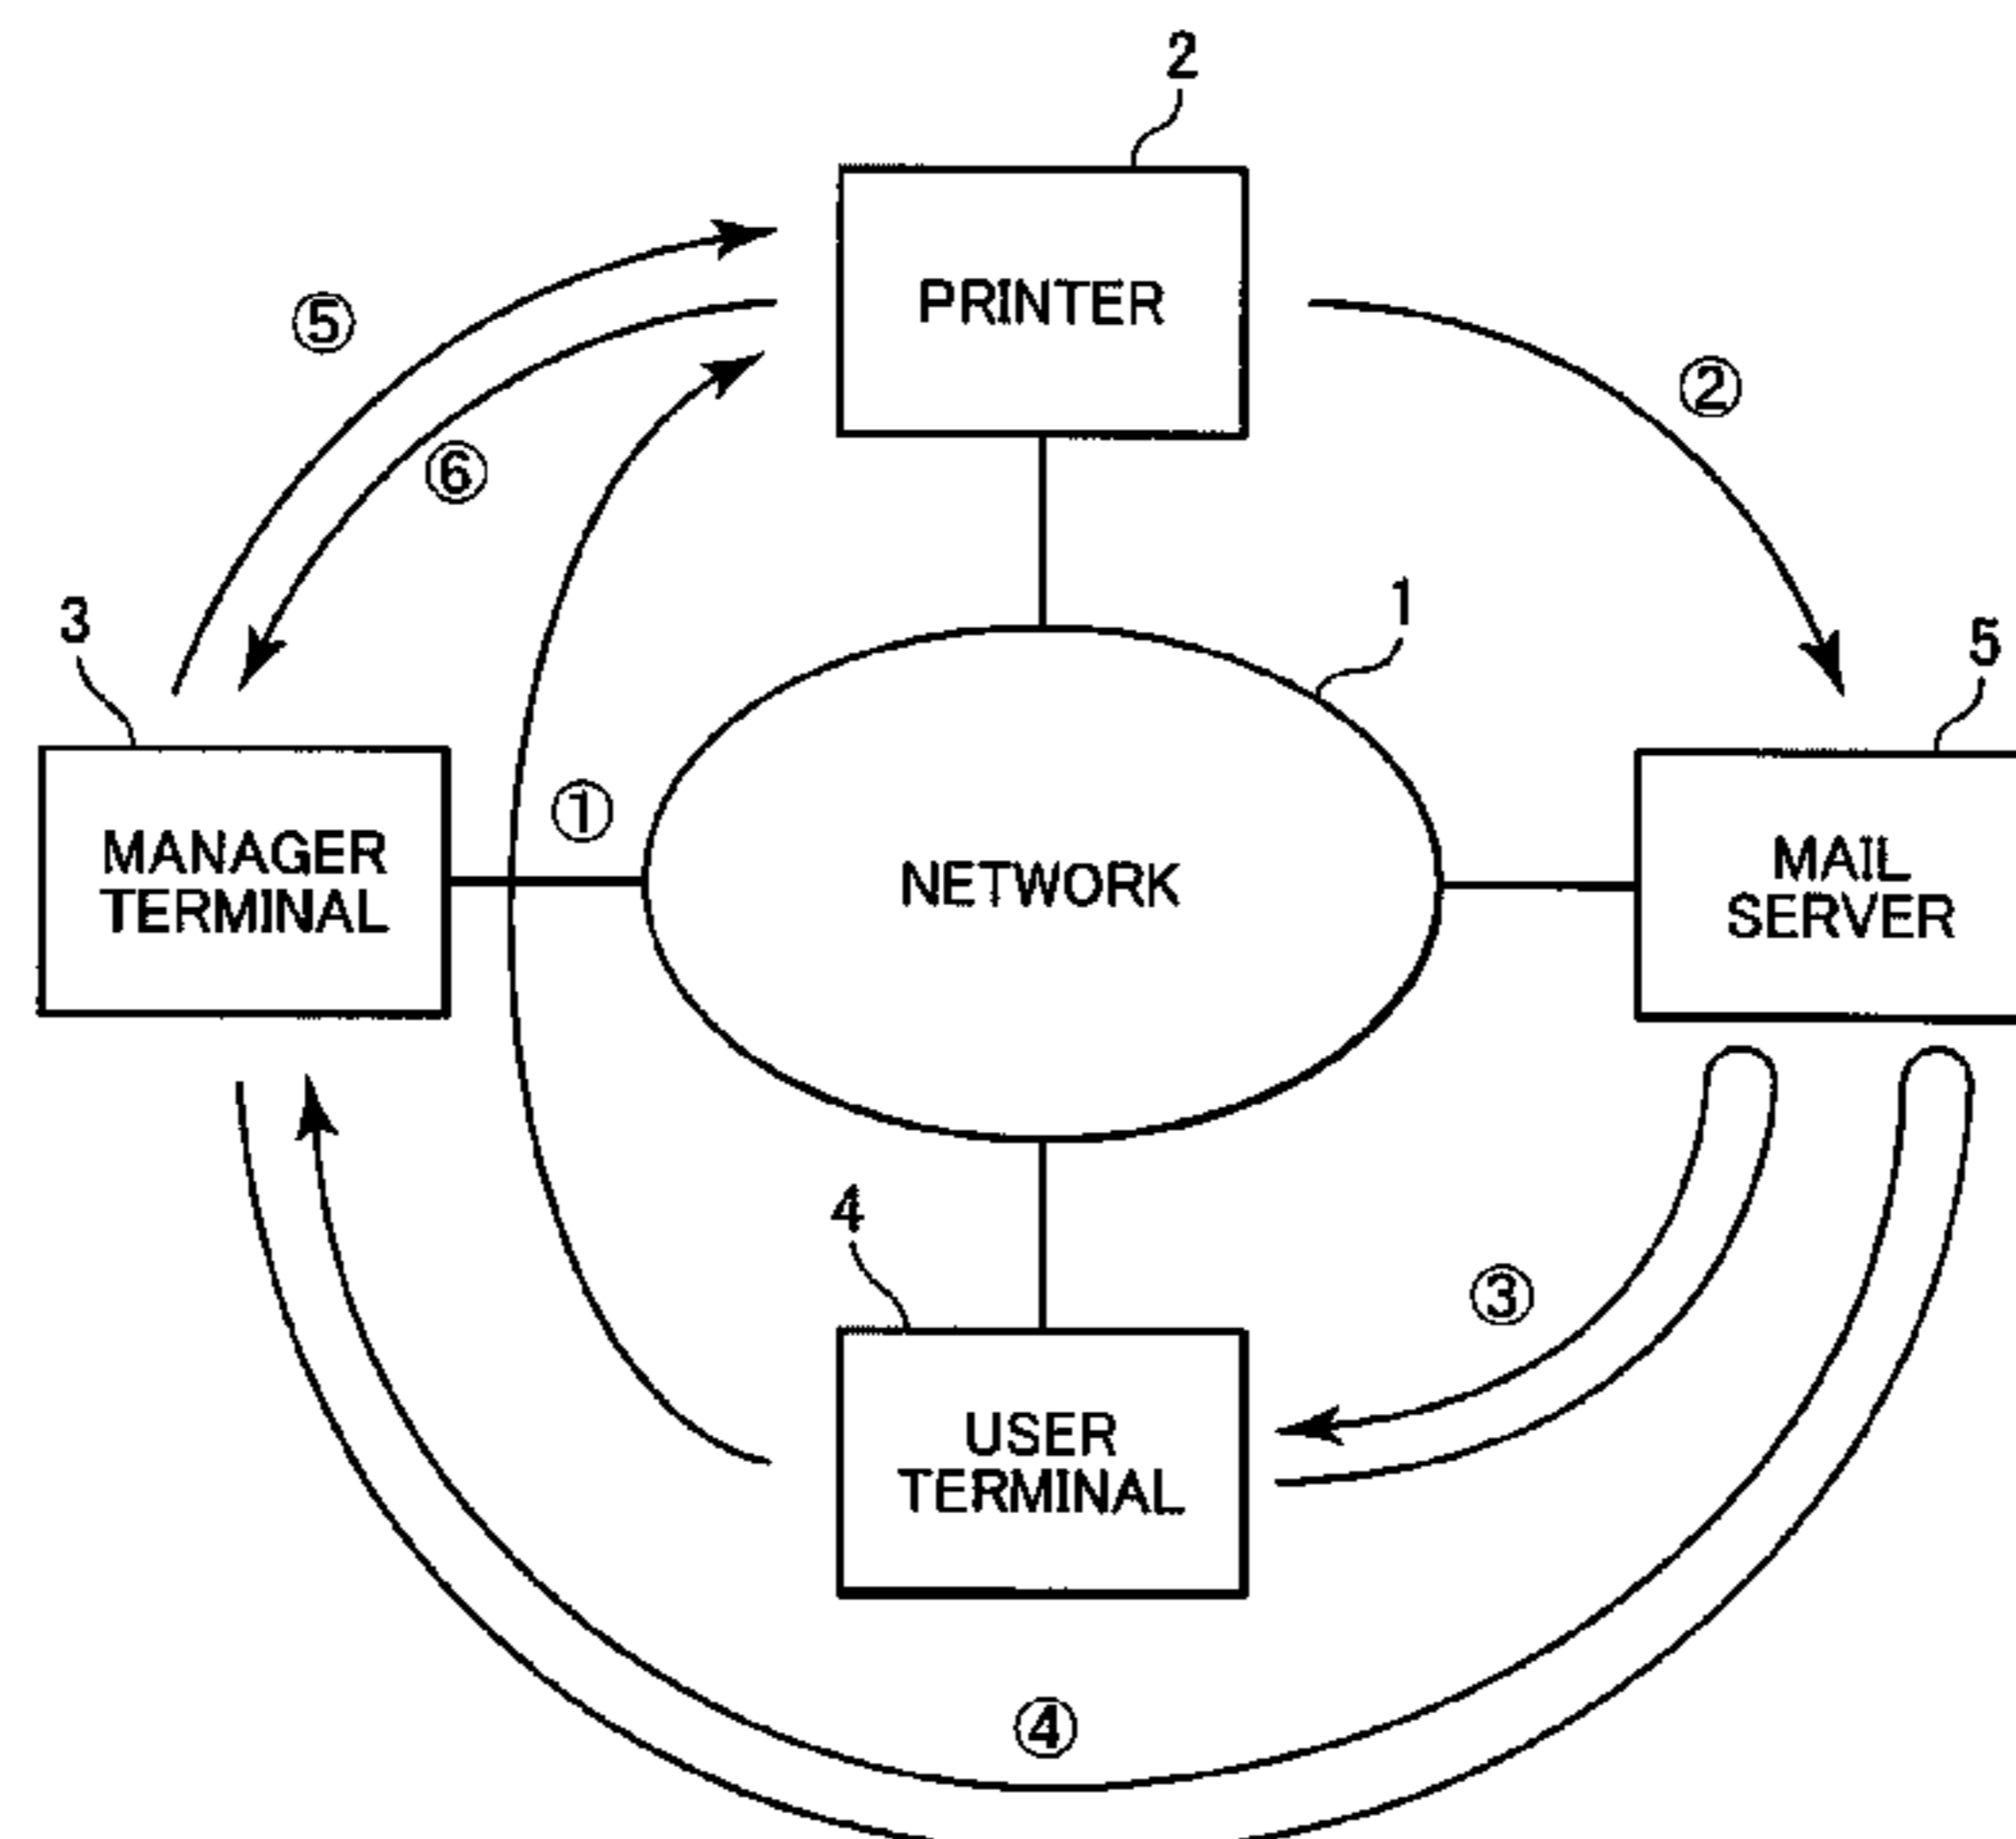 2
PRINTER
⑤
②
⑥
1
3
5
①
MANAGER
TERMINAL
NETWORK
MAIL
SERVER
4
③
USER
TERMINAL
④